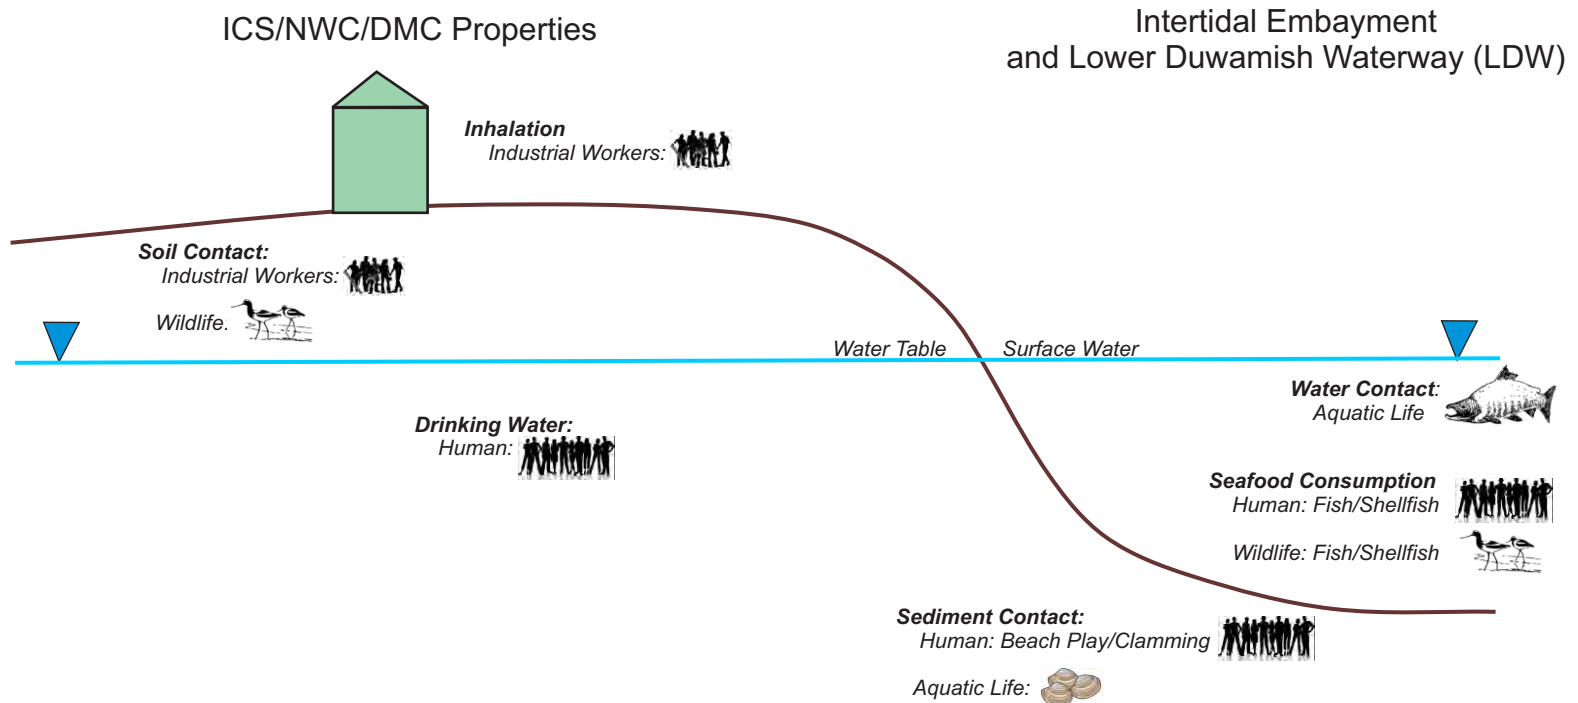 ICS/NWC/DMC Properties
Intertidal Embayment
and Lower Duwamish Waterway (LDW)
Inhalation
Industrial Workers:
Soil Contact:
Industrial Workers:
Wildlife:
Water Table
Surface Water
Water Contact:
Aquatic Life
Drinking Water:
Human:
Seafood Consumption
Human: Fish/Shellfish
Wildlife: Fish/Shellfish
Sediment Contact:
Human: Beach Play/Clamming
Aquatic Life: